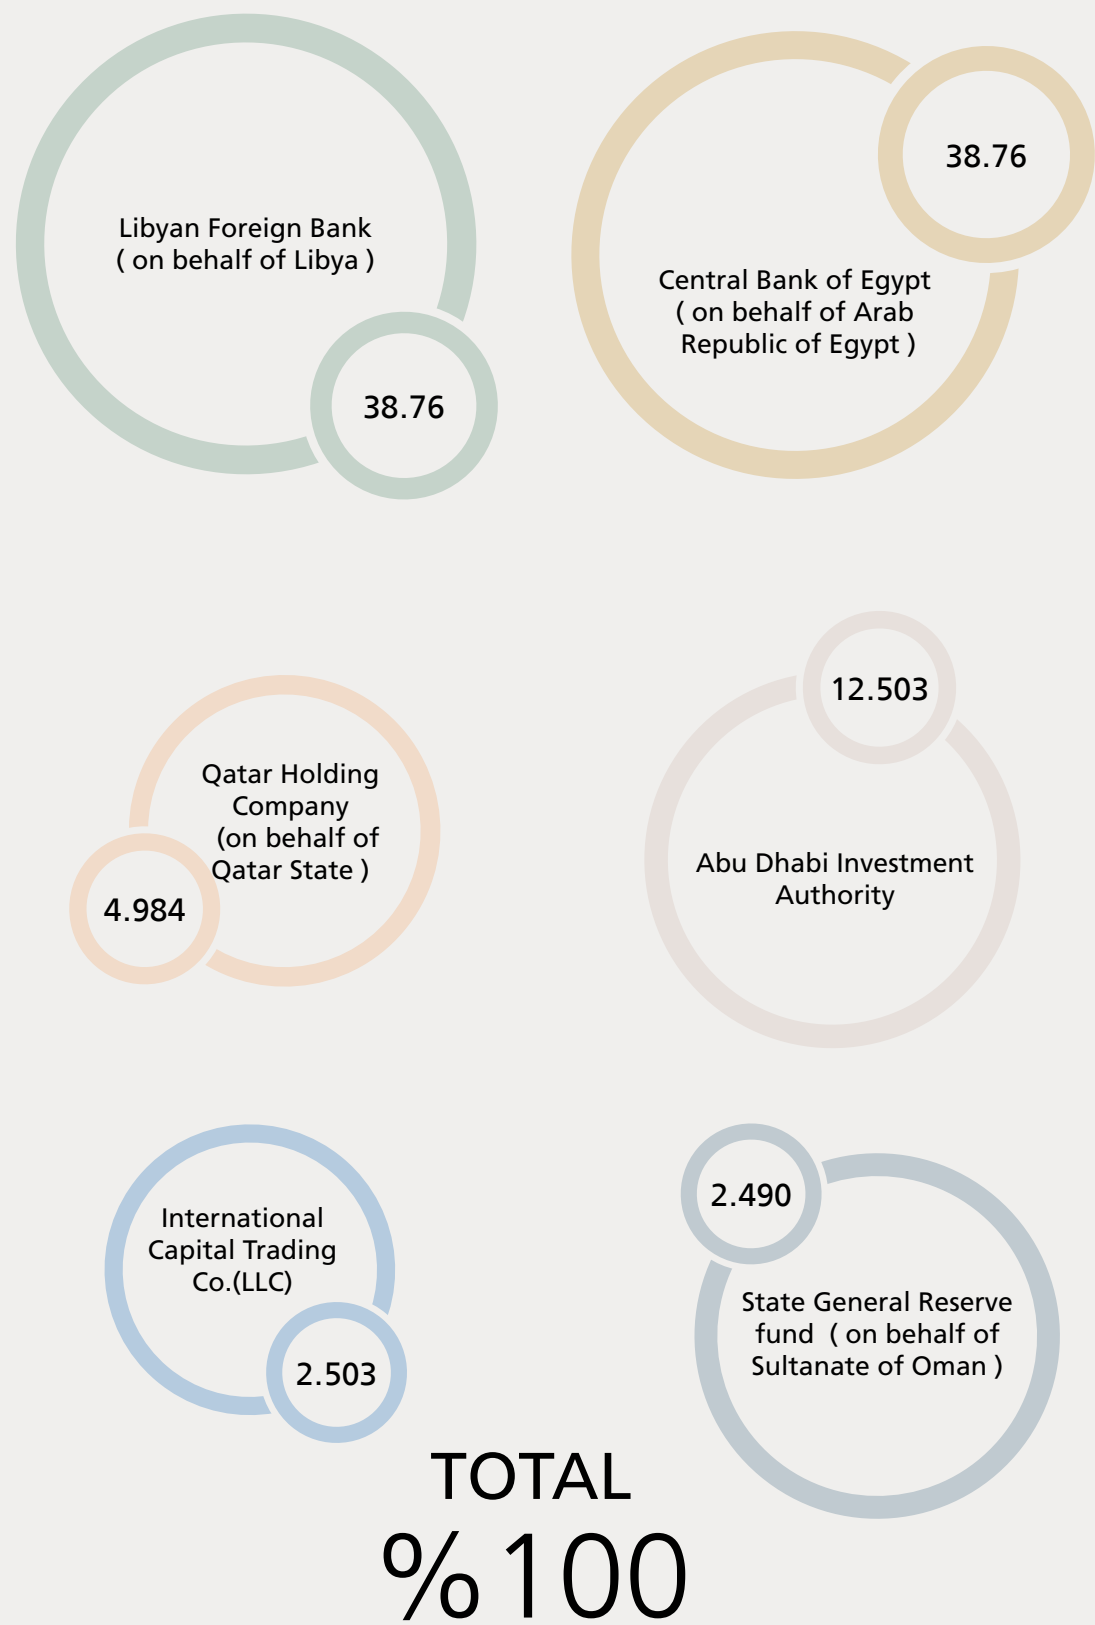 Libyan Foreign Bank
( on behalf of Libya )
38.76
38.76
Central Bank of Egypt
( on behalf of Arab
Republic of Egypt )
Qatar Holding
Company
(on behalf of
Qatar State )
4.984
12.503
Abu Dhabi Investment
Authority
International
Capital Trading
Co.(LLC)
2.503
2.490
State General Reserve
fund ( on behalf of
Sultanate of Oman )
TOTAL
%100